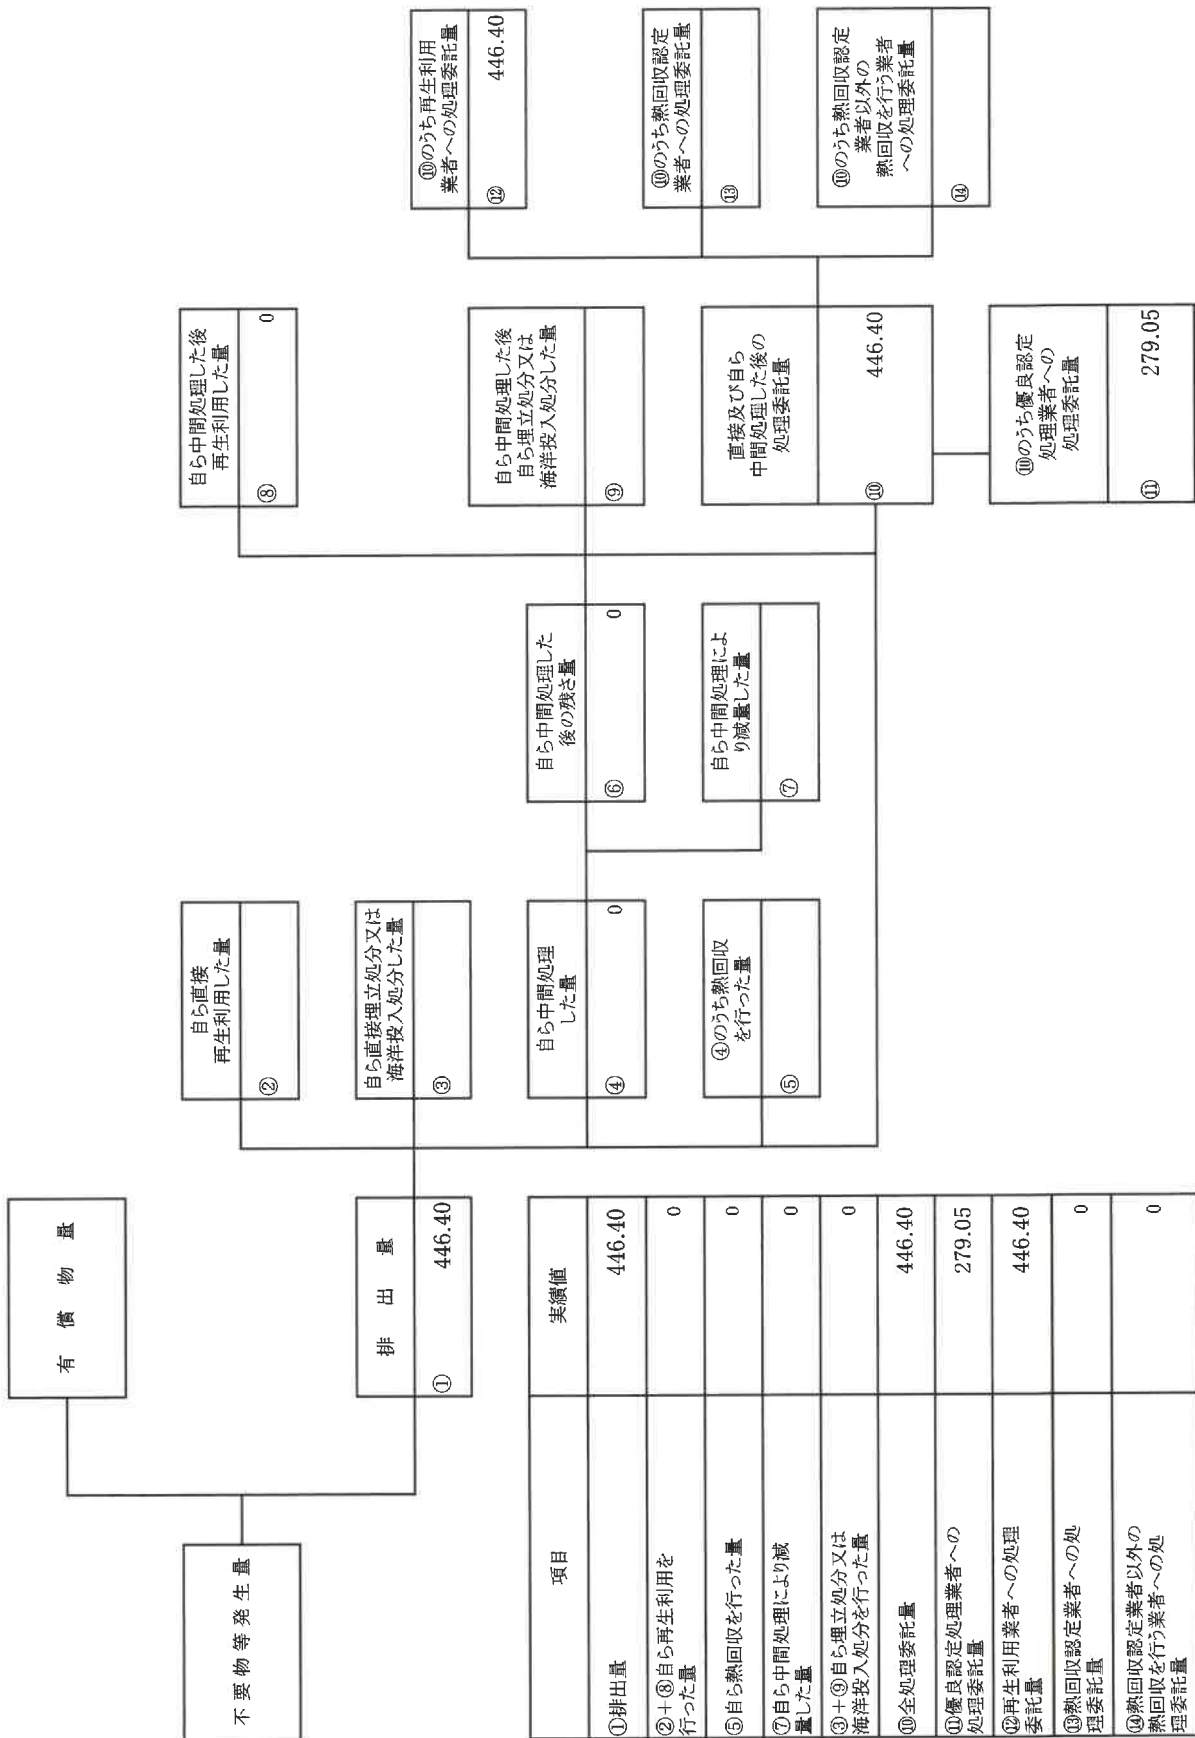 不要物等発生量
有償物量
排出量
①
446.40
自ら直接
再生利用した量
②
自ら直接埋立処分又は
海洋投入処分した量
③
自ら中間処理
した量
④
0
④のうち熱回収
を行った量
⑤
自ら中間処理した
後の残さ量
⑥
0
自ら中間処理によ
り減量した量
⑦
自ら中間処理した後
再生利用した量
⑧
0
自ら中間処理した後
自ら埋立処分又は
海洋投入処分した量
⑨
直接及び自ら
中間処理した後の
処理委託量
⑩
446.40
⑩のうち優良認定
処理業者への
処理委託量
⑪
279.05
⑩のうち再生利用
業者への処理委託量
⑫
446.40
⑩のうち熱回収認定
業者への処理委託量
⑬
⑩のうち熱回収認定
業者以外の
熱回収を行う業者
への処理委託量
⑭
項目
実績値
①排出量
446.40
②+⑧自ら再生利用を
行った量
0
⑤自ら熱回収を行った量
0
⑦自ら中間処理により減
量した量
0
③+⑨自ら埋立処分又は
海洋投入処分を行った量
0
⑩全処理委託量
446.40
⑪優良認定処理業者への
処理委託量
279.05
⑫再生利用業者への処理
委託量
446.40
⑬熱回収認定業者への処
理委託量
0
⑭熱回収認定業者以外の
熱回収を行う業者への処
理委託量
0